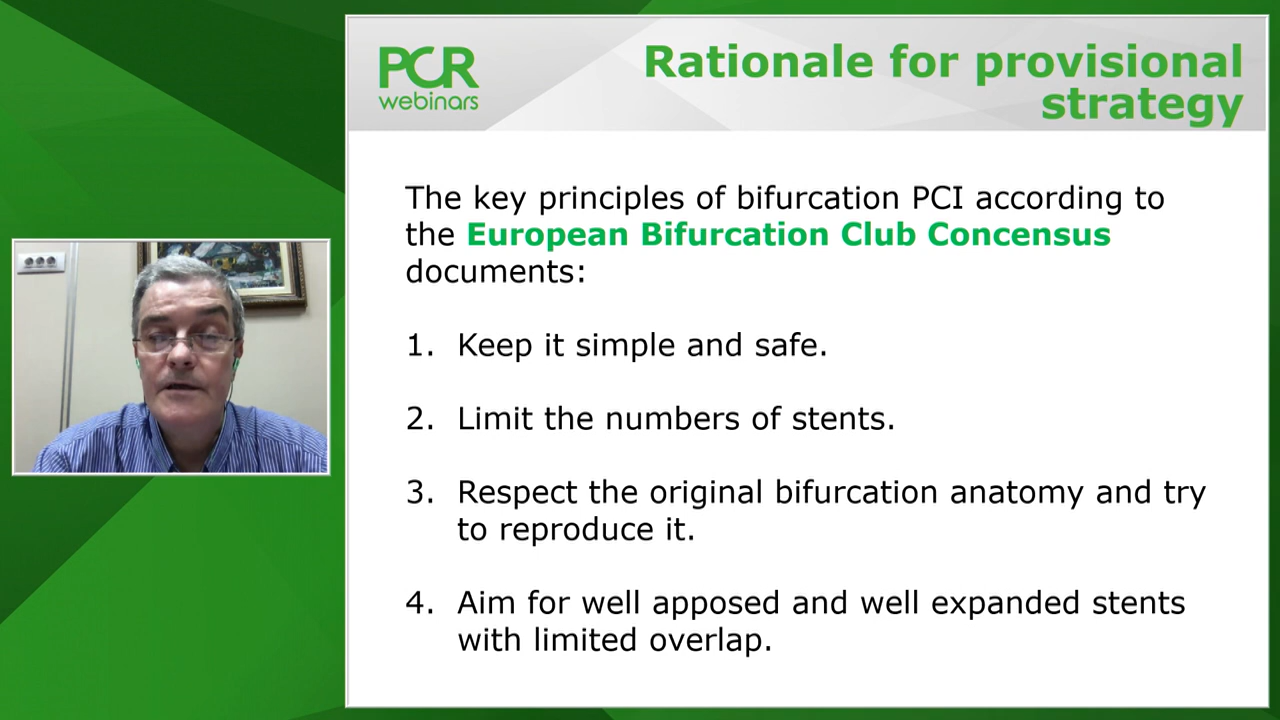 PCR
webinars
Rationale for provisional
strategy
The key principles of bifurcation PCI according to
the European Bifurcation Club Concensus
documents:
1. Keep it simple and safe.
2. Limit the numbers of stents.
3. Respect the original bifurcation anatomy and try
to reproduce it.
4. Aim for well apposed and well expanded stents
with limited overlap.